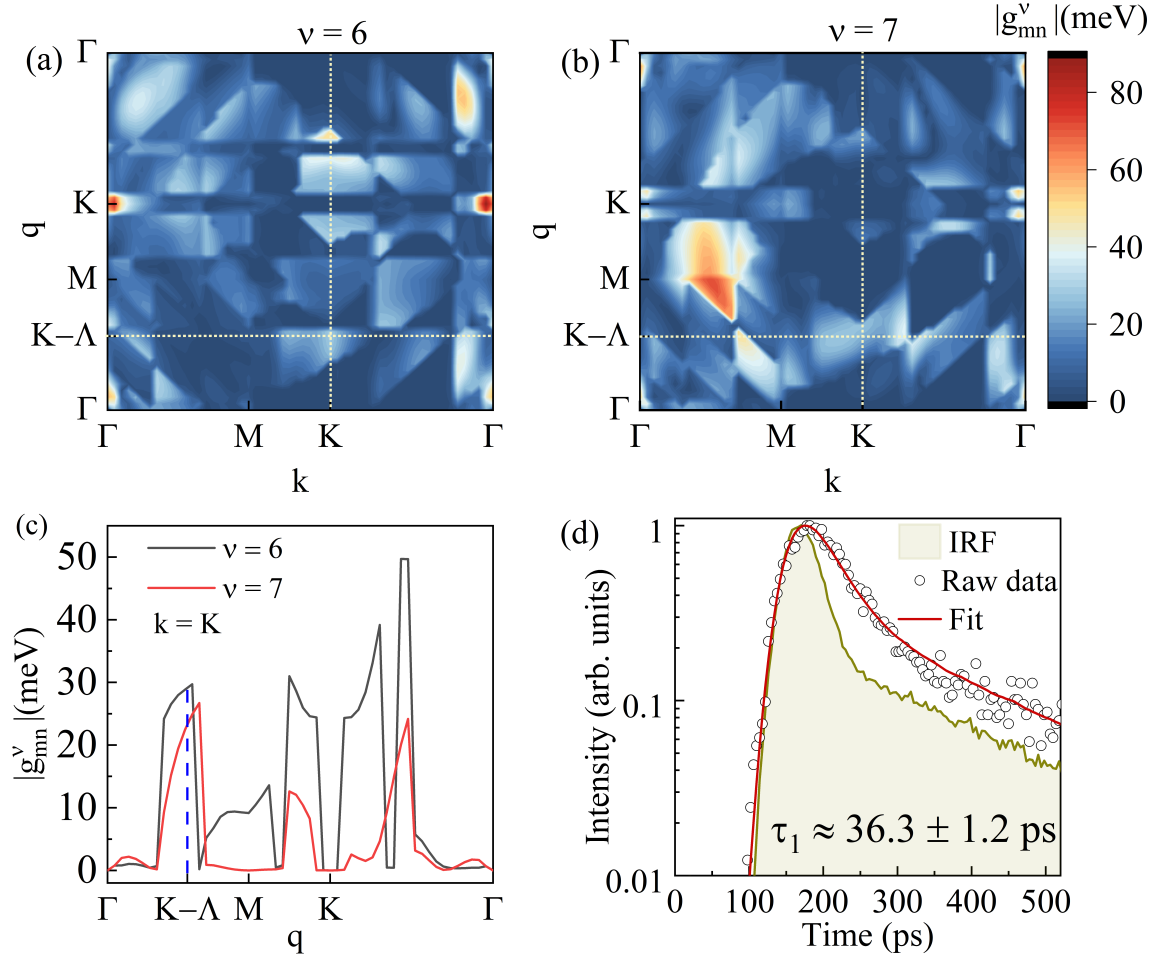 (a)
ν = 6
Γ
K
M
K−Λ
Γ
q
Γ
M
K
Γ
k
(b)
ν = 7
Γ
K
M
K−Λ
Γ
q
Γ
M
K
Γ
k
|g_mn^ν|(meV)
80
60
40
20
0
(c)
ν = 6
ν = 7
k = K
50
40
30
20
10
0
|g_mn^ν|(meV)
Γ
K−Λ
M
K
Γ
q
(d)
IRF
Raw data
Fit
τ₁ ≈ 36.3 ± 1.2 ps
1
0.1
0.01
Intensity (arb. units)
0
100
200
300
400
500
Time (ps)